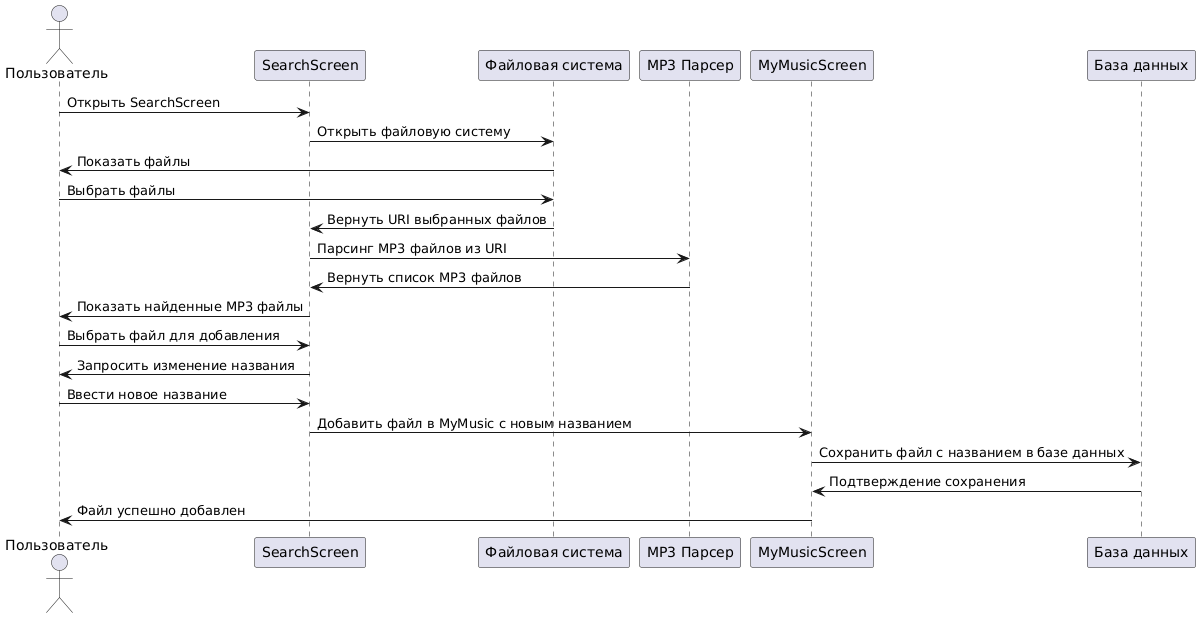 Пользователь
SearchScreen
Файловая система
MP3 Парсер
MyMusicScreen
База данных
Открыть SearchScreen
Открыть файловую систему
Показать файлы
Выбрать файлы
Вернуть URI выбранных файлов
Парсинг MP3 файлов из URI
Вернуть список MP3 файлов
Показать найденные MP3 файлы
Выбрать файл для добавления
Запросить изменение названия
Ввести новое название
Добавить файл в MyMusic с новым названием
Сохранить файл с названием в базе данных
Подтверждение сохранения
Файл успешно добавлен
Пользователь
SearchScreen
Файловая система
MP3 Парсер
MyMusicScreen
База данных